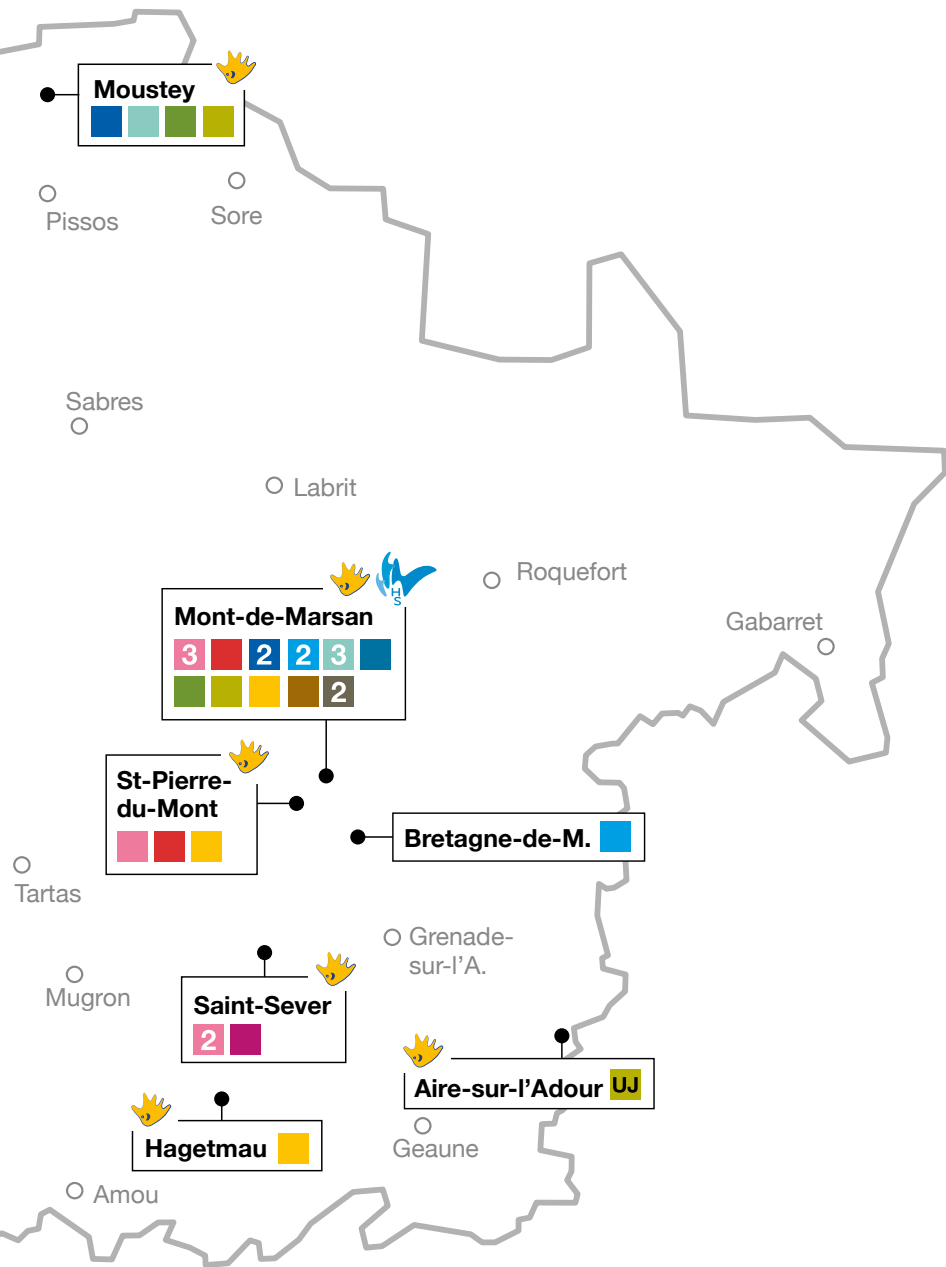 Moustey
Pissos
Sore
Sabres
Labrit
Roquefort
HS
Mont-de-Marsan
3 2 2 3
2
Gabarret
St-Pierre-
du-Mont
Bretagne-de-M.
Tartas
Grenade-
sur-l'A.
Mugron
Saint-Sever
2
Aire-sur-l'Adour UJ
Hagetmau
Geaune
Amou